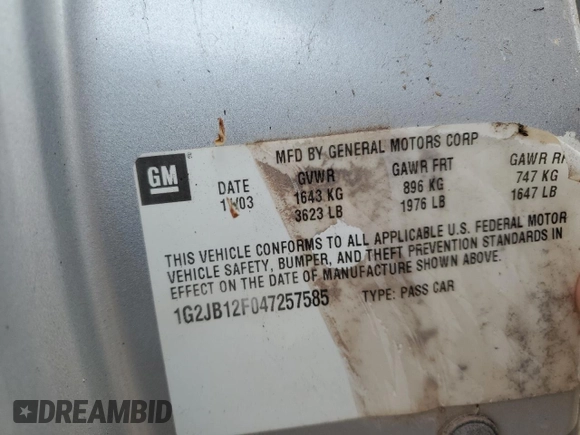 GM
MFD BY GENERAL MOTORS CORP
DATE GVWR GAWR FRT GAWR
/03 1643 KG 896 KG 747 KG
3623 LB 1976 LB 1647 LB
THIS VEHICLE CONFORMS TO ALL APPLICABLE U.S. FEDERAL MOTOR
VEHICLE SAFETY, BUMPER, AND THEFT PREVENTION STANDARDS IN
EFFECT ON THE DATE OF MANUFACTURE SHOWN ABOVE.
1G2JB12F047257585 TYPE: PASS CAR
DREAMBID